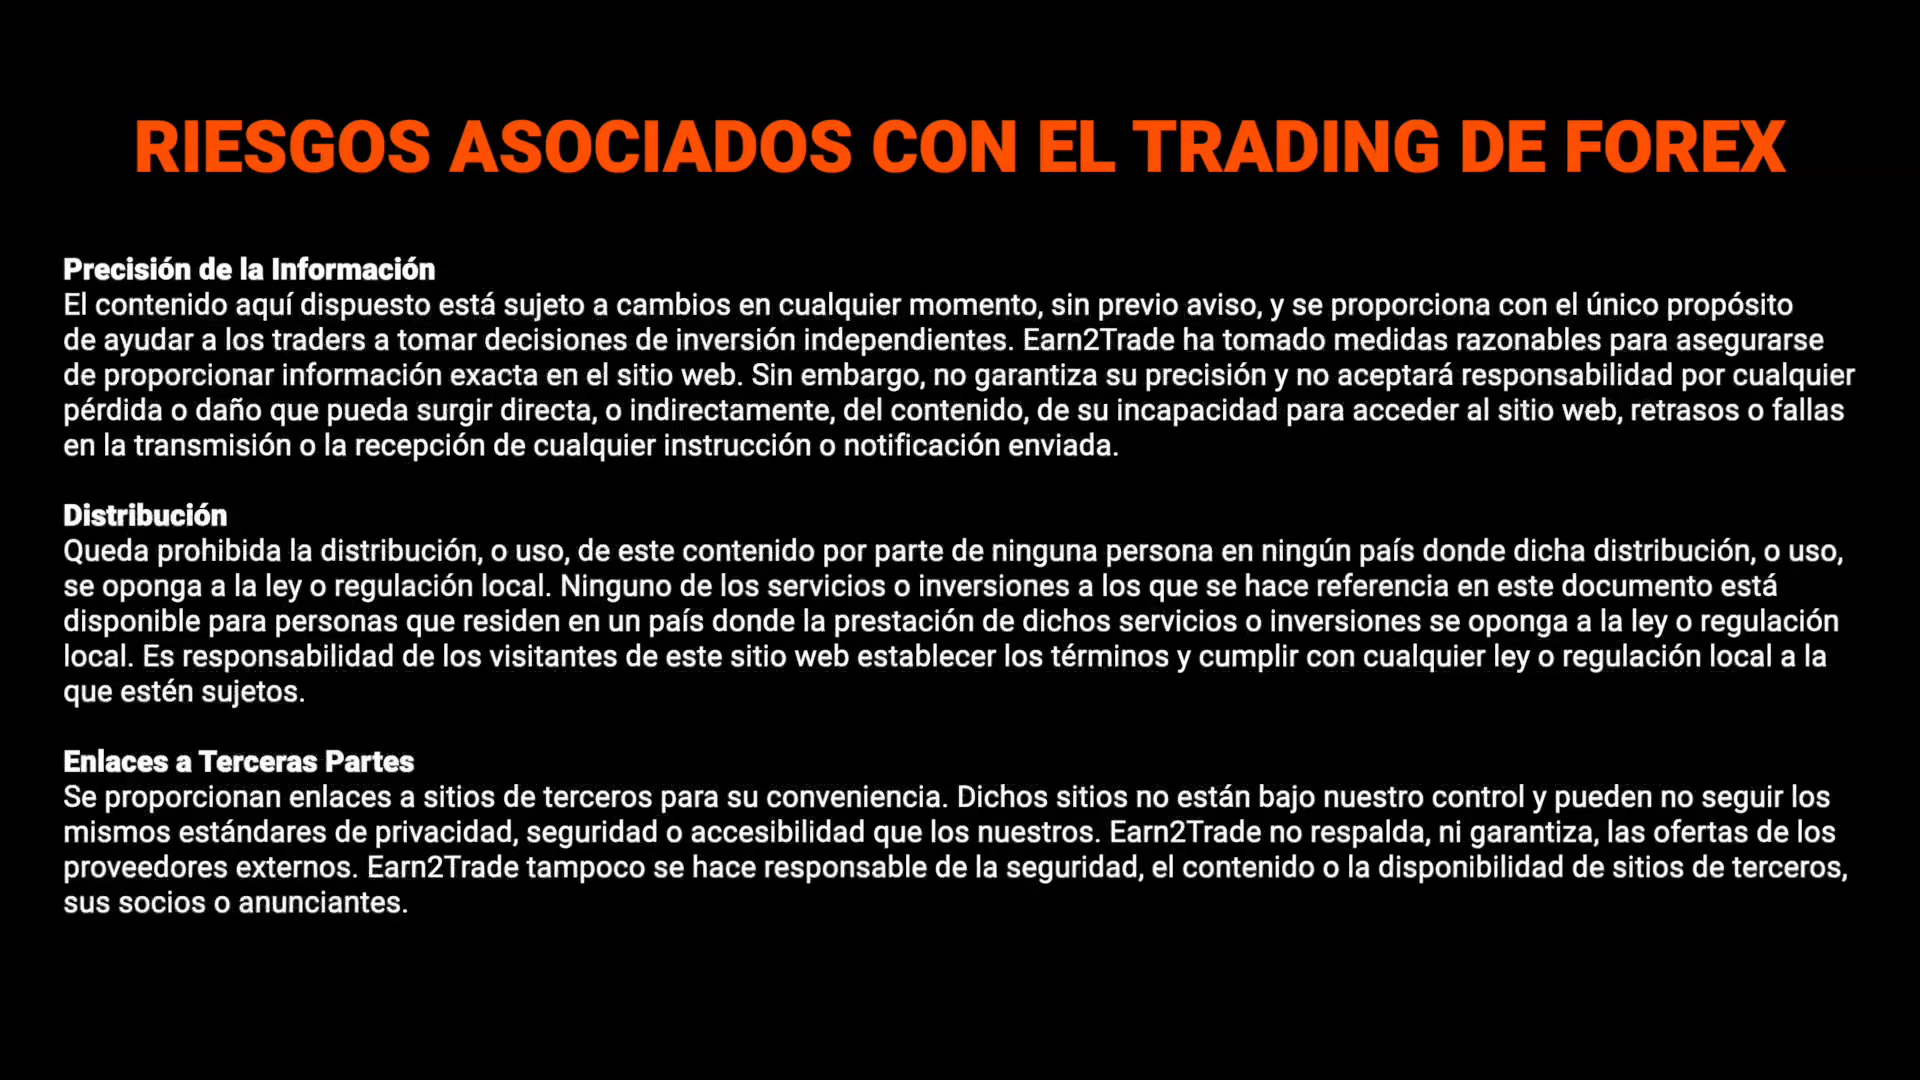 RIESGOS ASOCIADOS CON EL TRADING DE FOREX
Precisión de la Información
El contenido aquí dispuesto está sujeto a cambios en cualquier momento, sin previo aviso, y se proporciona con el único propósito
de ayudar a los traders a tomar decisiones de inversión independientes. Earn2Trade ha tomado medidas razonables para asegurarse
de proporcionar información exacta en el sitio web. Sin embargo, no garantiza su precisión y no aceptará responsabilidad por cualquier
pérdida o daño que pueda surgir directa, o indirectamente, del contenido, de su incapacidad para acceder al sitio web, retrasos o fallas
en la transmisión o la recepción de cualquier instrucción o notificación enviada.
Distribución
Queda prohibida la distribución, o uso, de este contenido por parte de ninguna persona en ningún país donde dicha distribución, o uso,
se oponga a la ley o regulación local. Ninguno de los servicios o inversiones a los que se hace referencia en este documento está
disponible para personas que residen en un país donde la prestación de dichos servicios o inversiones se oponga a la ley o regulación
local. Es responsabilidad de los visitantes de este sitio web establecer los términos y cumplir con cualquier ley o regulación local a la
que estén sujetos.
Enlaces a Terceras Partes
Se proporcionan enlaces a sitios de terceros para su conveniencia. Dichos sitios no están bajo nuestro control y pueden no seguir los
mismos estándares de privacidad, seguridad o accesibilidad que los nuestros. Earn2Trade no respalda, ni garantiza, las ofertas de los
proveedores externos. Earn2Trade tampoco se hace responsable de la seguridad, el contenido o la disponibilidad de sitios de terceros,
sus socios o anunciantes.